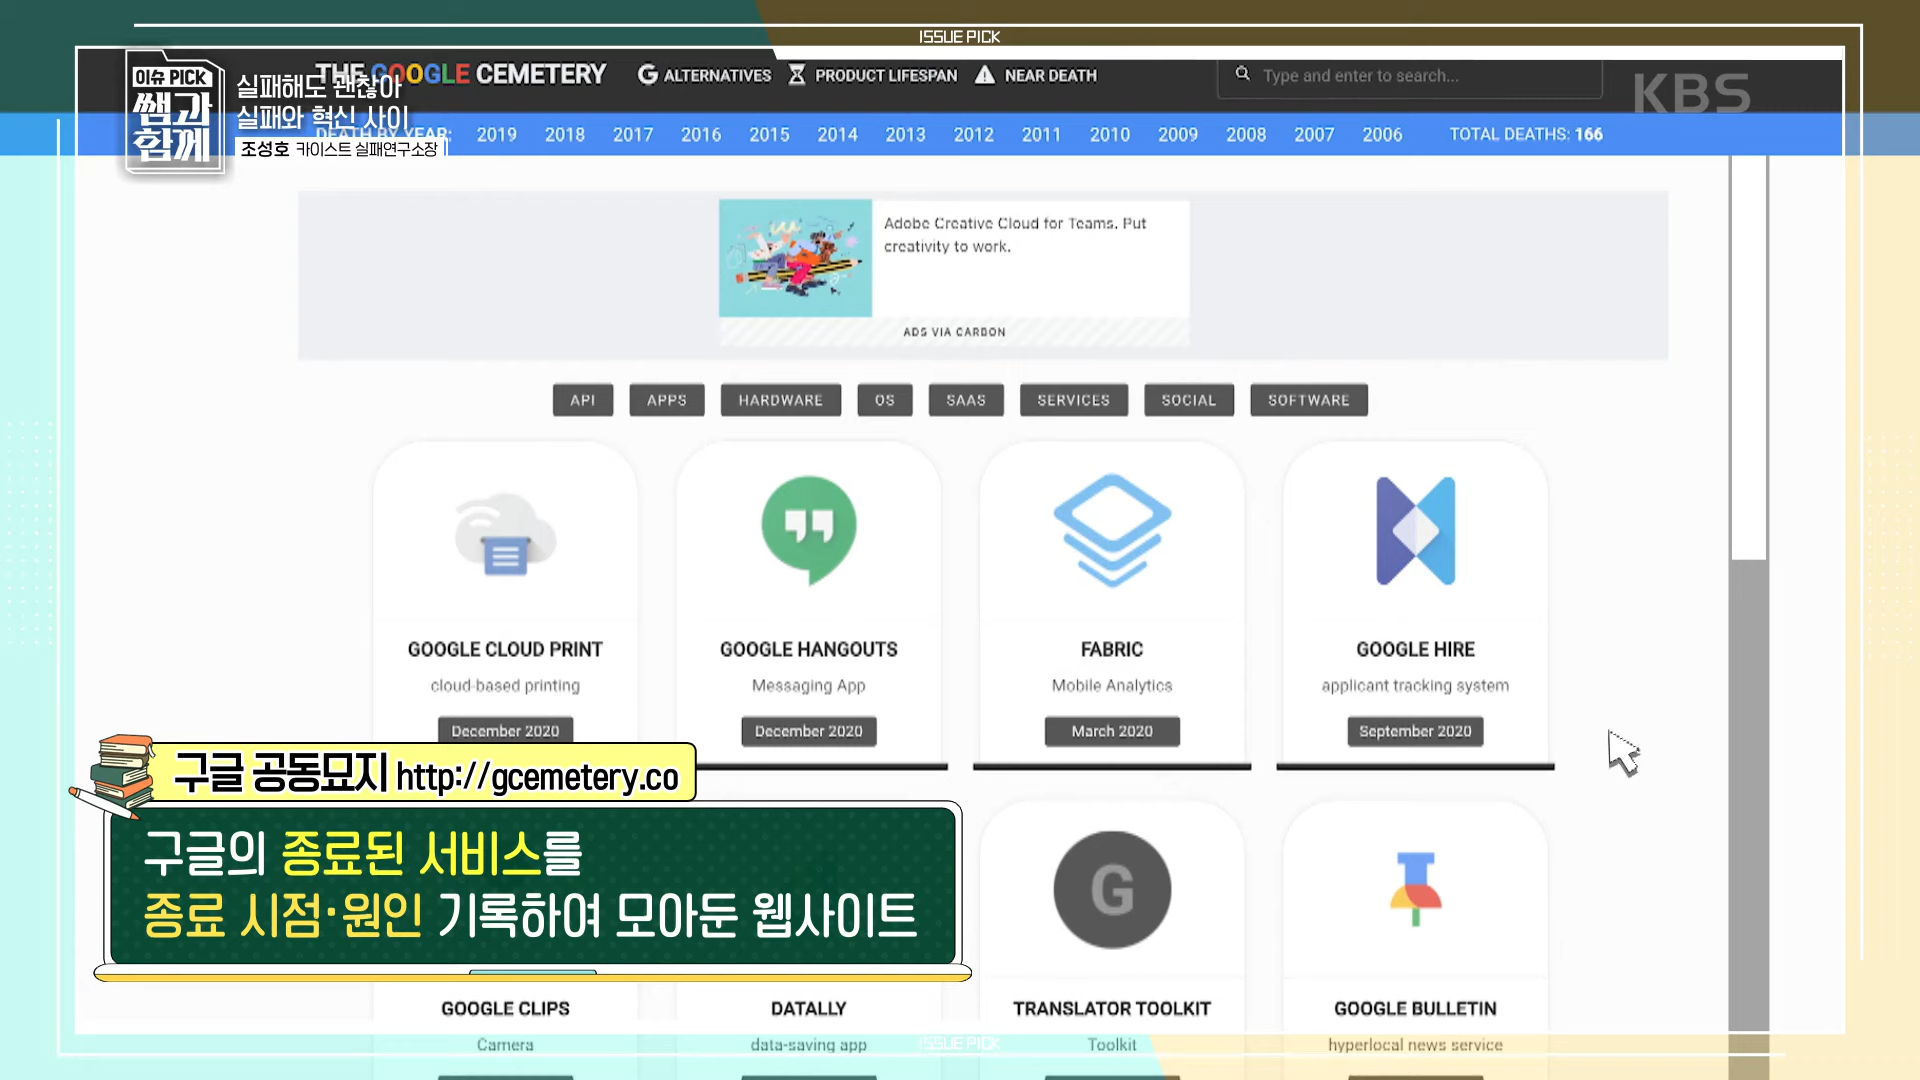 ISSUE PICK
이슈 PICK
쌤과
함께
실패해도 괜찮아
실패와 혁신 사이
조성호 카이스트 실패연구소장
KBS
THE GOOGLE CEMETERY
ALTERNATIVES
PRODUCT LIFESPAN
NEAR DEATH
Type and enter to search...
DEATH BY YEAR: 2019 2018 2017 2016 2015 2014 2013 2012 2011 2010 2009 2008 2007 2006 TOTAL DEATHS: 166
Adobe Creative Cloud for Teams. Put
creativity to work.
ADS VIA CARBON
API APPS HARDWARE OS SAAS SERVICES SOCIAL SOFTWARE
GOOGLE CLOUD PRINT
cloud-based printing
December 2020
GOOGLE HANGOUTS
Messaging App
December 2020
FABRIC
Mobile Analytics
March 2020
GOOGLE HIRE
applicant tracking system
September 2020
구글 공동묘지 http://gcemetery.co
구글의 종료된 서비스를
종료 시점·원인 기록하여 모아둔 웹사이트
GOOGLE CLIPS
Camera
DATALLY
data-saving app
G
TRANSLATOR TOOLKIT
Toolkit
GOOGLE BULLETIN
hyperlocal news service
ISSUE PICK